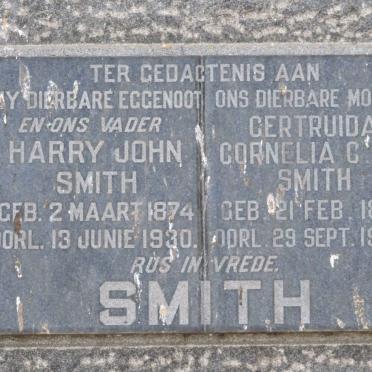 TER GEDACTENIS AAN
DIERBARE EGGENOOT
EN ONS VADER
HARRY JOHN
SMITH
GEB. 2 MAART 1874
OORL. 13 JUNIE 1930.
ONS DIERBARE MO
GERTRUIDA
CORNELIA C
SMITH
GEB. 21 FEB. 18
OORL. 29 SEPT. 19
RUS IN VREDE.
SMITH